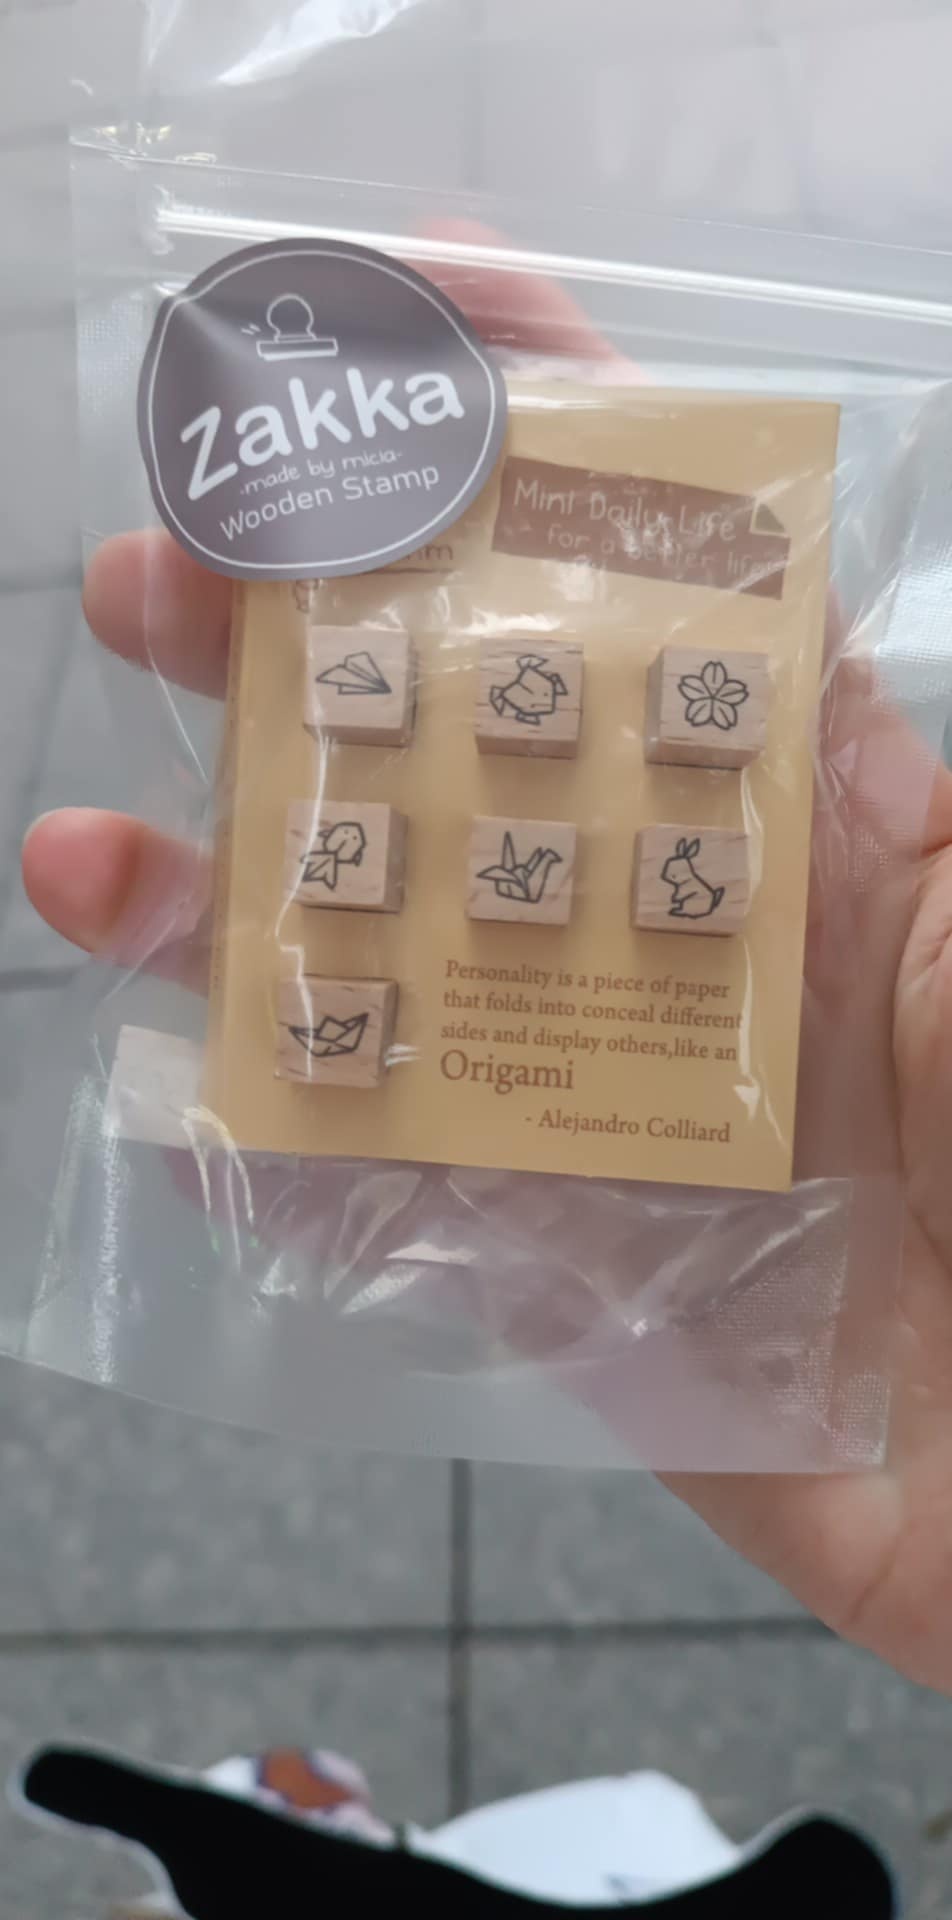 Zakka
-made by micia-
Wooden Stamp
Mini Daily Life
for a better life
Personality is a piece of paper
that folds into conceal different
sides and display others,like an
Origami
- Alejandro Colliard